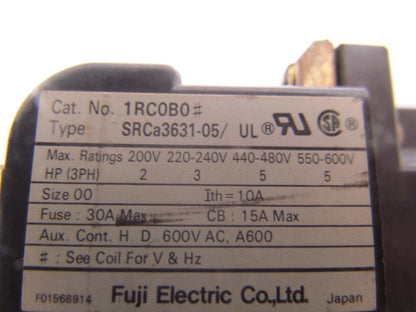 Cat. No. 1RC0B0#
Type SRCa3631-05/ UL® RU® SA®
Max. Ratings 200V 220-240V 440-480V 550-600V
HP (3PH) 2 3 5 5
Size 00 Ith=10A
Fuse : 30A Max CB : 15A Max
Aux. Cont. H. D. 600V AC, A600
# : See Coil For V & Hz
F01568914 Fuji Electric Co.,Ltd. Japan